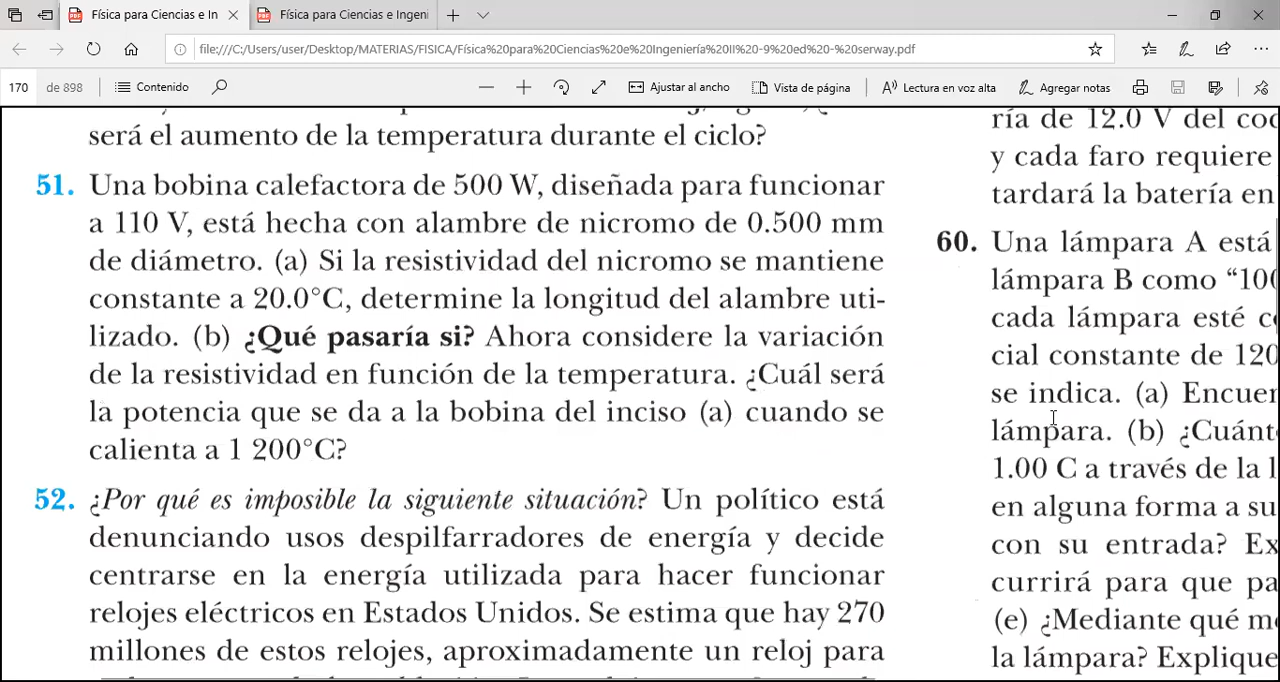 Física para Ciencias e In
Física para Ciencias e Ingeni
file:///C:/Users/user/Desktop/MATERIAS/FISICA/Física%20para%20Ciencias%20e%20Ingeniería%20II%20-9%20ed%20-%20serway.pdf
170 de 898 Contenido Ajustar al ancho Vista de página Lectura en voz alta Agregar notas
será el aumento de la temperatura durante el ciclo?
51. Una bobina calefactora de 500 W, diseñada para funcionar
a 110 V, está hecha con alambre de nicromo de 0.500 mm
de diámetro. (a) Si la resistividad del nicromo se mantiene
constante a 20.0°C, determine la longitud del alambre uti-
lizado. (b) ¿Qué pasaría si? Ahora considere la variación
de la resistividad en función de la temperatura. ¿Cuál será
la potencia que se da a la bobina del inciso (a) cuando se
calienta a 1 200°C?
52. ¿Por qué es imposible la siguiente situación? Un político está
denunciando usos despilfarradores de energía y decide
centrarse en la energía utilizada para hacer funcionar
relojes eléctricos en Estados Unidos. Se estima que hay 270
millones de estos relojes, aproximadamente un reloj para
ría de 12.0 V del coc
y cada faro requiere
tardará la batería en
60. Una lámpara A está
lámpara B como “100
cada lámpara esté co
cial constante de 120
se indica. (a) Encuen
lámpara. (b) ¿Cuánt
1.00 C a través de la l
en alguna forma a su
con su entrada? Ex
currirá para que pa
(e) ¿Mediante qué me
la lámpara? Explique